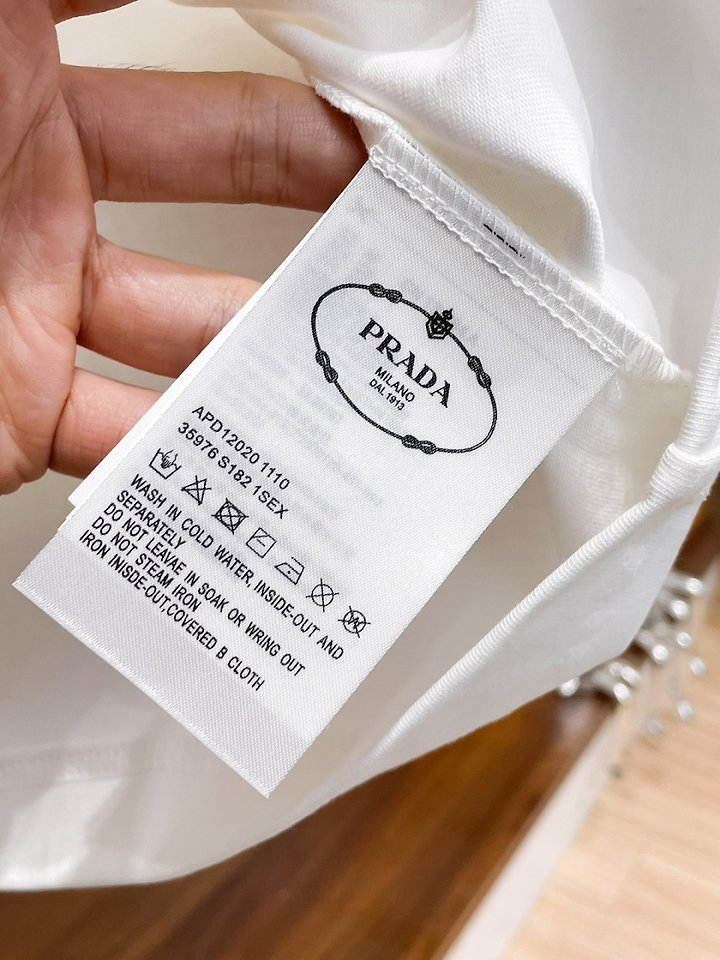 PRADA
MILANO
DAL 1913
APD12020 1110
35976 S182 1SEX
WASH IN COLD WATER, INSIDE-OUT AND
SEPARATELY
DO NOT LEAVAE IN SOAK OR WRING OUT
DO NOT STEAM IRON
IRON INISDE-OUT,COVERED B CLOTH